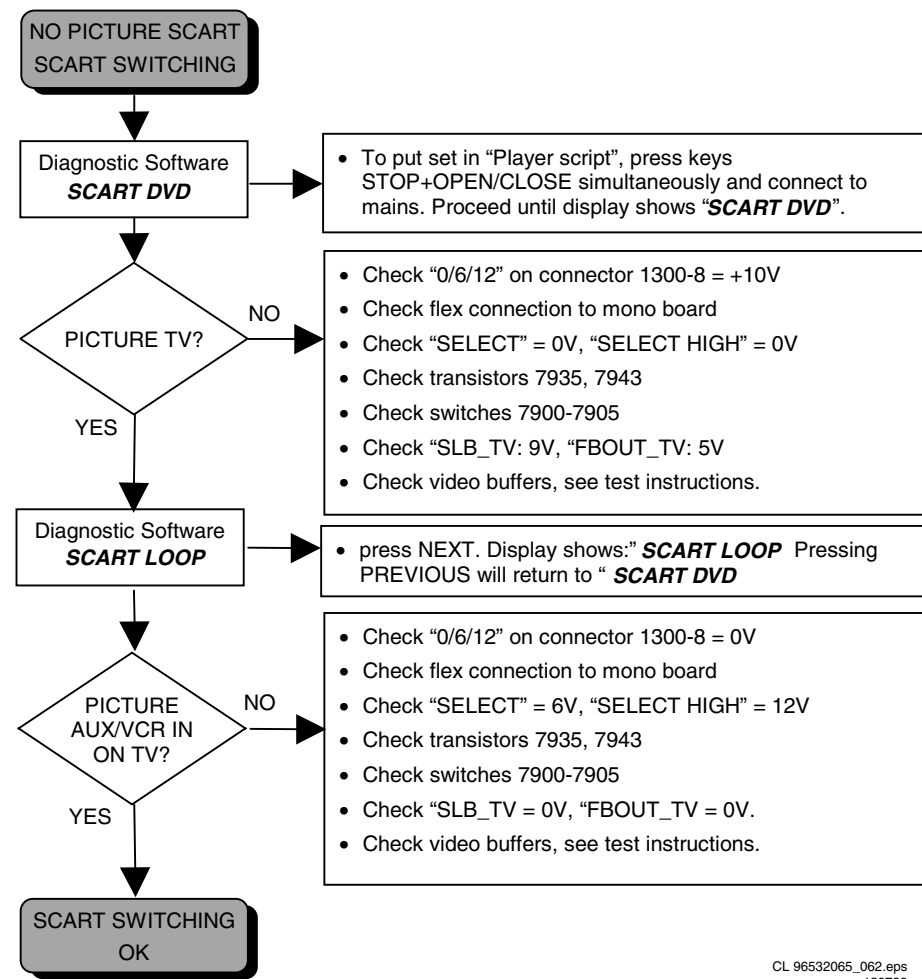 NO PICTURE SCART
SCART SWITCHING
Diagnostic Software
SCART DVD
• To put set in “Player script”, press keys
STOP+OPEN/CLOSE simultaneously and connect to
mains. Proceed until display shows “SCART DVD”.
PICTURE TV?
NO
YES
• Check “0/6/12” on connector 1300-8 = +10V
• Check flex connection to mono board
• Check “SELECT” = 0V, “SELECT HIGH” = 0V
• Check transistors 7935, 7943
• Check switches 7900-7905
• Check “SLB_TV: 9V, “FBOUT_TV: 5V
• Check video buffers, see test instructions.
Diagnostic Software
SCART LOOP
• press NEXT. Display shows:” SCART LOOP Pressing
PREVIOUS will return to “ SCART DVD
PICTURE
AUX/VCR IN
ON TV?
NO
YES
• Check “0/6/12” on connector 1300-8 = 0V
• Check flex connection to mono board
• Check “SELECT” = 6V, “SELECT HIGH” = 12V
• Check transistors 7935, 7943
• Check switches 7900-7905
• Check “SLB_TV = 0V, “FBOUT_TV = 0V.
• Check video buffers, see test instructions.
SCART SWITCHING
OK
CL 96532065_062.eps